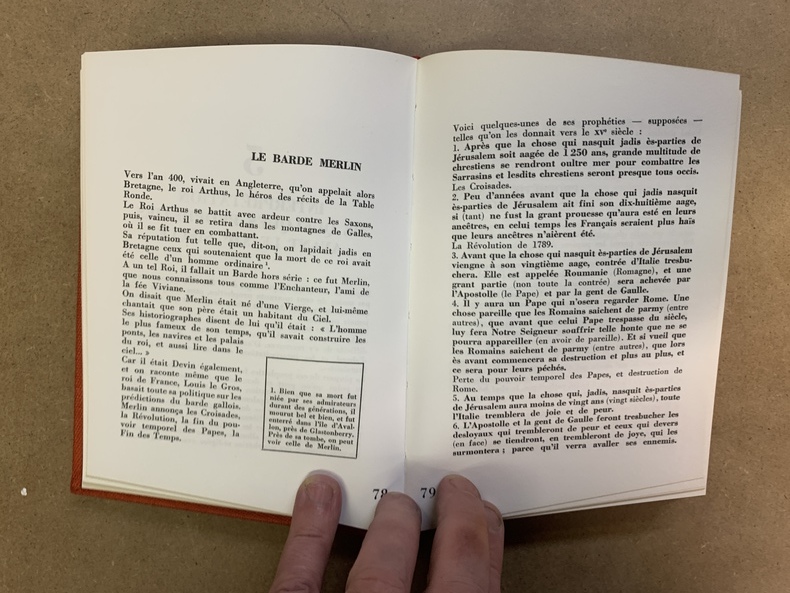 LE BARDE MERLIN
Vers l'an 400, vivait en Angleterre, qu'on appelait alors
Bretagne, le roi Arthus, le héros des récits de la Table
Ronde.
Le Roi Arthus se battit avec ardeur contre les Saxons,
puis, vaincu, il se retira dans les montagnes de Galles,
où il se fit tuer en combattant.
Sa réputation fut telle que, dit-on, on lapidait jadis en
Bretagne ceux qui soutenaient que la mort de ce roi avait
été celle d'un homme ordinaire¹.
A un tel Roi, il fallait un Barde hors série : ce fut Merlin,
que nous connaissons tous comme l'Enchanteur, l'ami de
la fée Viviane.
On disait que Merlin était né d'une Vierge, et lui-même
chantait que son père était un habitant du Ciel.
Ses historiographes disent de lui qu'il était : « L'homme
le plus fameux de son temps, qu'il savait construire les
ponts, les navires et les palais
du roi, et aussi lire dans le
ciel... »
Car il était Devin également,
et on raconte même que le
roi de France, Louis le Gros,
basait toute sa politique sur les
prédictions du barde gallois.
Merlin annonça les Croisades,
la Révolution, la fin du pou-
voir temporel des Papes, la
Fin des Temps.
1. Bien que sa mort fut
niée par ses admirateurs
durant des générations, il
mourut bel et bien, et fut
enterré dans l'île d'Aval-
lon, près de Glastonberry.
Près de sa tombe, on peut
voir celle de Merlin.
78
Voici quelques-unes de ses prophéties — supposées —
telles qu'on les donnait vers le XVe siècle :
1. Après que la chose qui nasquit jadis ès-parties de
Jérusalem soit aagée de 1 250 ans, grande multitude de
chrestiens se rendront oultre mer pour combattre les
Sarrasins et lesdits chrestiens seront presque tous occis.
Les Croisades.
2. Peu d'années avant que la chose qui jadis nasquit
ès-parties de Jérusalem ait fini son dix-huitième aage,
si (tant) ne fust la grant prouesse qu'aura esté en leurs
ancêtres, en celui temps les Français seraient plus haïs
que leurs ancêtres n'aièrent été.
La Révolution de 1789.
3. Avant que la chose qui nasquit ès-parties de Jérusalem
viengne à son vingtième aage, contrée d'Italie tresbu-
chera. Elle est appelée Roumanie (Romagne), et une
grant partie (non toute la contrée) sera achevée par
l'Apostolle (le Pape) et par la gent de Gaulle.
4. Il y aura un Pape qui n'osera regarder Rome. Une
chose pareille que les Romains saichent de parmy (entre
autres), que avant que celui Pape trespasse du siècle,
luy fera Notre Seigneur souffrir telle honte que ne se
pourra appareiller (en avoir de pareille). Et si vueil que
les Romains saichent de parmy (entre autres), que lors
ès avant commencera sa destruction et plus au plus, et
ce sera pour leurs péchés.
Perte du pouvoir temporel des Papes, et destruction de
Rome.
5. Au temps que la chose qui, jadis, nasquit ès-parties
de Jérusalem aura moins de vingt ans (vingt siècles), toute
l'Italie tremblera de joie et de peur.
6. L'Apostolle et la gent de Gaulle feront tresbucher les
desloyaux qui trembleront de peur et ceux qui devers
(en face) se tiendront, en trembleront de joye, qui les
surmontera ; parce qu'il verra avaller ses ennemis.
79